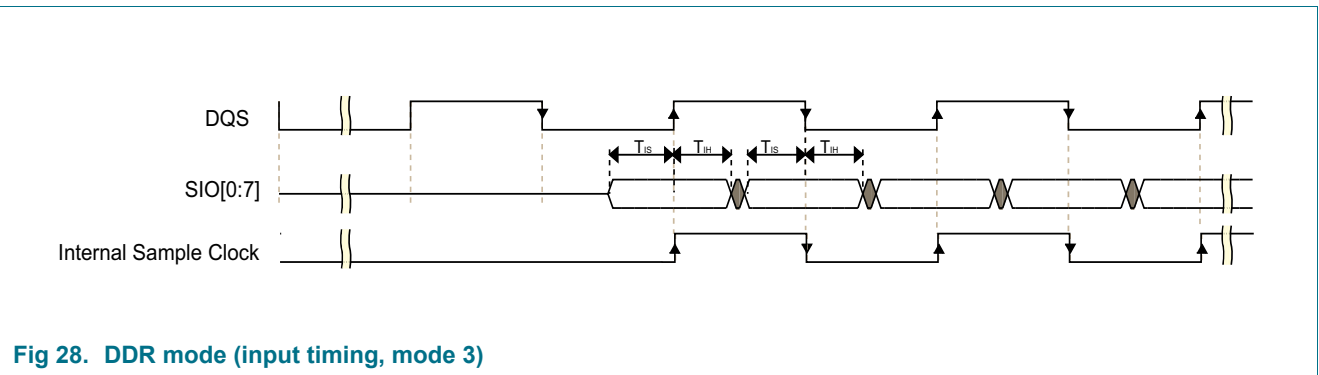 DQS
TIS TIH TIS TIH
SIO[0:7]
Internal Sample Clock
Fig 28. DDR mode (input timing, mode 3)